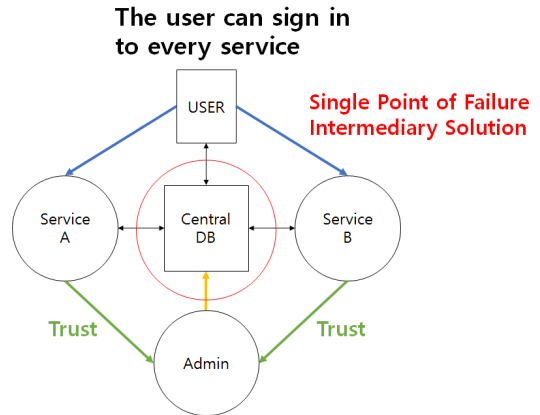 The user can sign in
to every service
USER
Single Point of Failure
Intermediary Solution
Service
A
Central
DB
Service
B
Trust
Trust
Admin